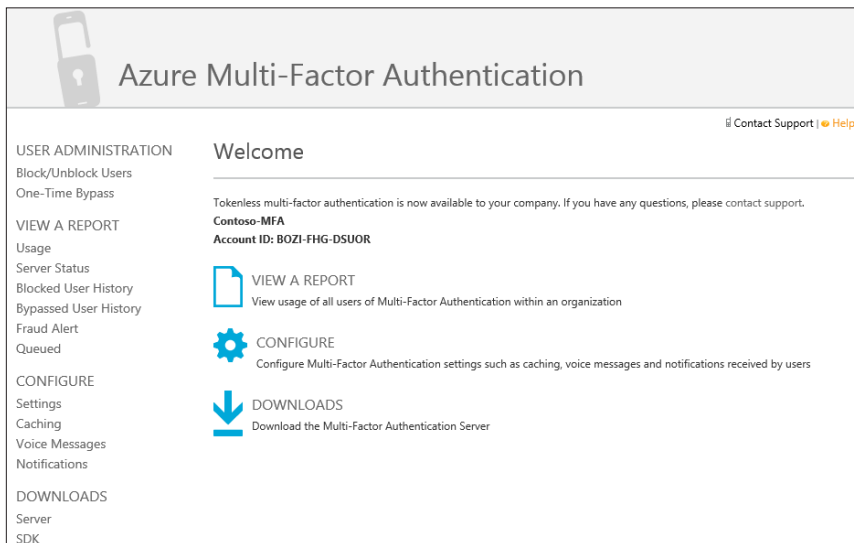 Azure Multi-Factor Authentication
Contact Support | Help
USER ADMINISTRATION
Block/Unblock Users
One-Time Bypass
VIEW A REPORT
Usage
Server Status
Blocked User History
Bypassed User History
Fraud Alert
Queued
CONFIGURE
Settings
Caching
Voice Messages
Notifications
DOWNLOADS
Server
SDK
Welcome
Tokenless multi-factor authentication is now available to your company. If you have any questions, please contact support.
Contoso-MFA
Account ID: BOZI-FHG-DSUOR
VIEW A REPORT
View usage of all users of Multi-Factor Authentication within an organization
CONFIGURE
Configure Multi-Factor Authentication settings such as caching, voice messages and notifications received by users
DOWNLOADS
Download the Multi-Factor Authentication Server